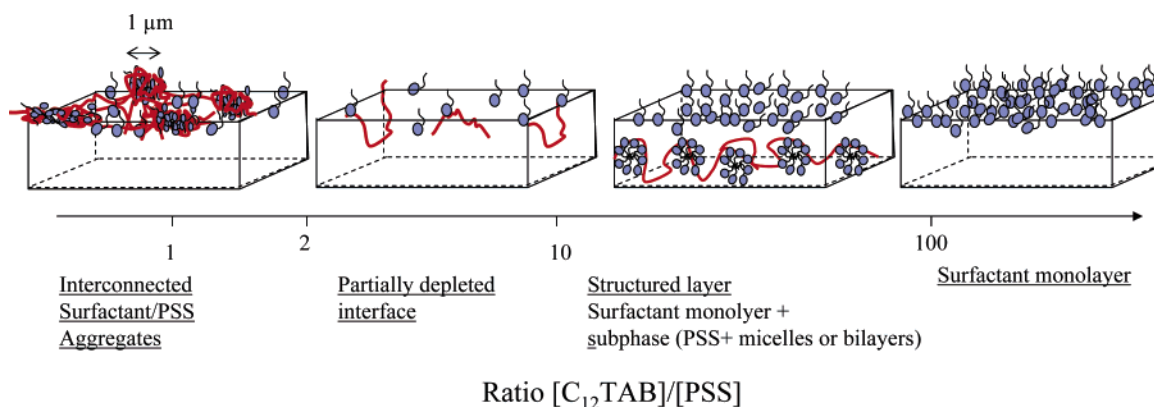 1 µm
1
2
10
100
Interconnected
Surfactant/PSS
Aggregates
Partially depleted
interface
Structured layer
Surfactant monolyer +
subphase (PSS+ micelles or bilayers)
Surfactant monolayer
Ratio [C₁₂TAB]/[PSS]